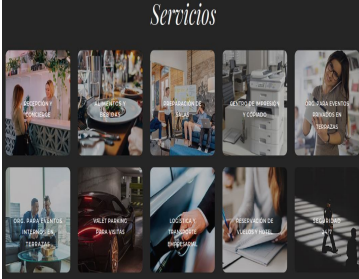 Servicios
RECEPCIÓN Y
CONCIERGE
ALIMENTOS Y
BEBIDAS
PREPARACIÓN DE
SALAS
CENTRO DE IMPRESIÓN
Y COPIADO
ORG. PARA EVENTOS
PRIVADOS EN
TERRAZAS
ORG. PARA EVENTOS
INTERNOS EN
TERRAZAS
VALET PARKING
PARA VISITAS
LOGÍSTICA Y
TRANSPORTE
EMPRESARIAL
RESERVACIÓN DE
VUELOS Y HOTEL
SEGURIDAD
24/7